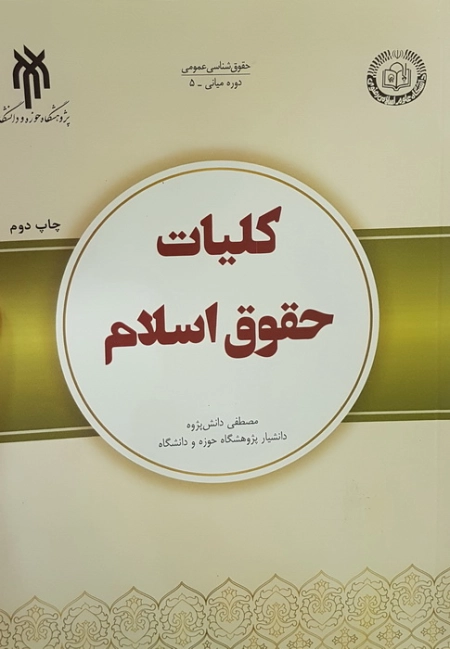 حقوق‌شناسی عمومی
دوره میانی - ۵
پژوهشگاه حوزه و دانشگاه
چاپ دوم
کلیات
حقوق اسلام
مصطفی دانش‌پژوه
دانشیار پژوهشگاه حوزه و دانشگاه